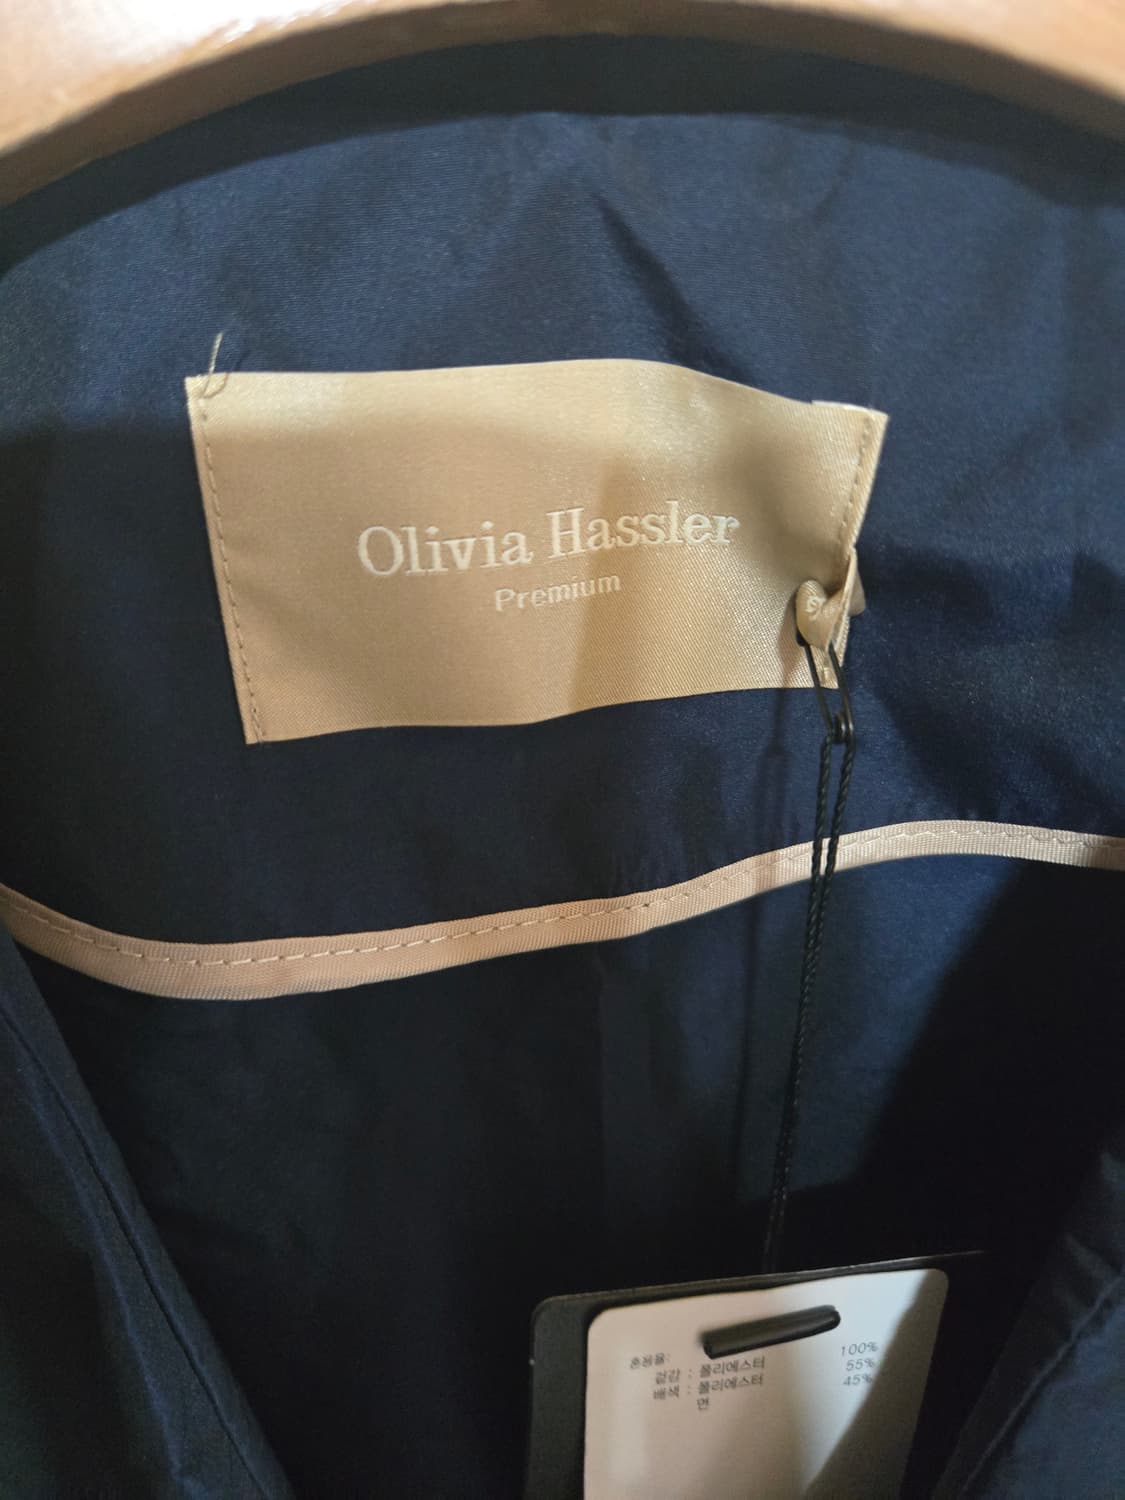 Olivia Hassler
Premium
혼용율:
겉감 : 폴리에스터 100%
배색 : 폴리에스터 55%
면 45%